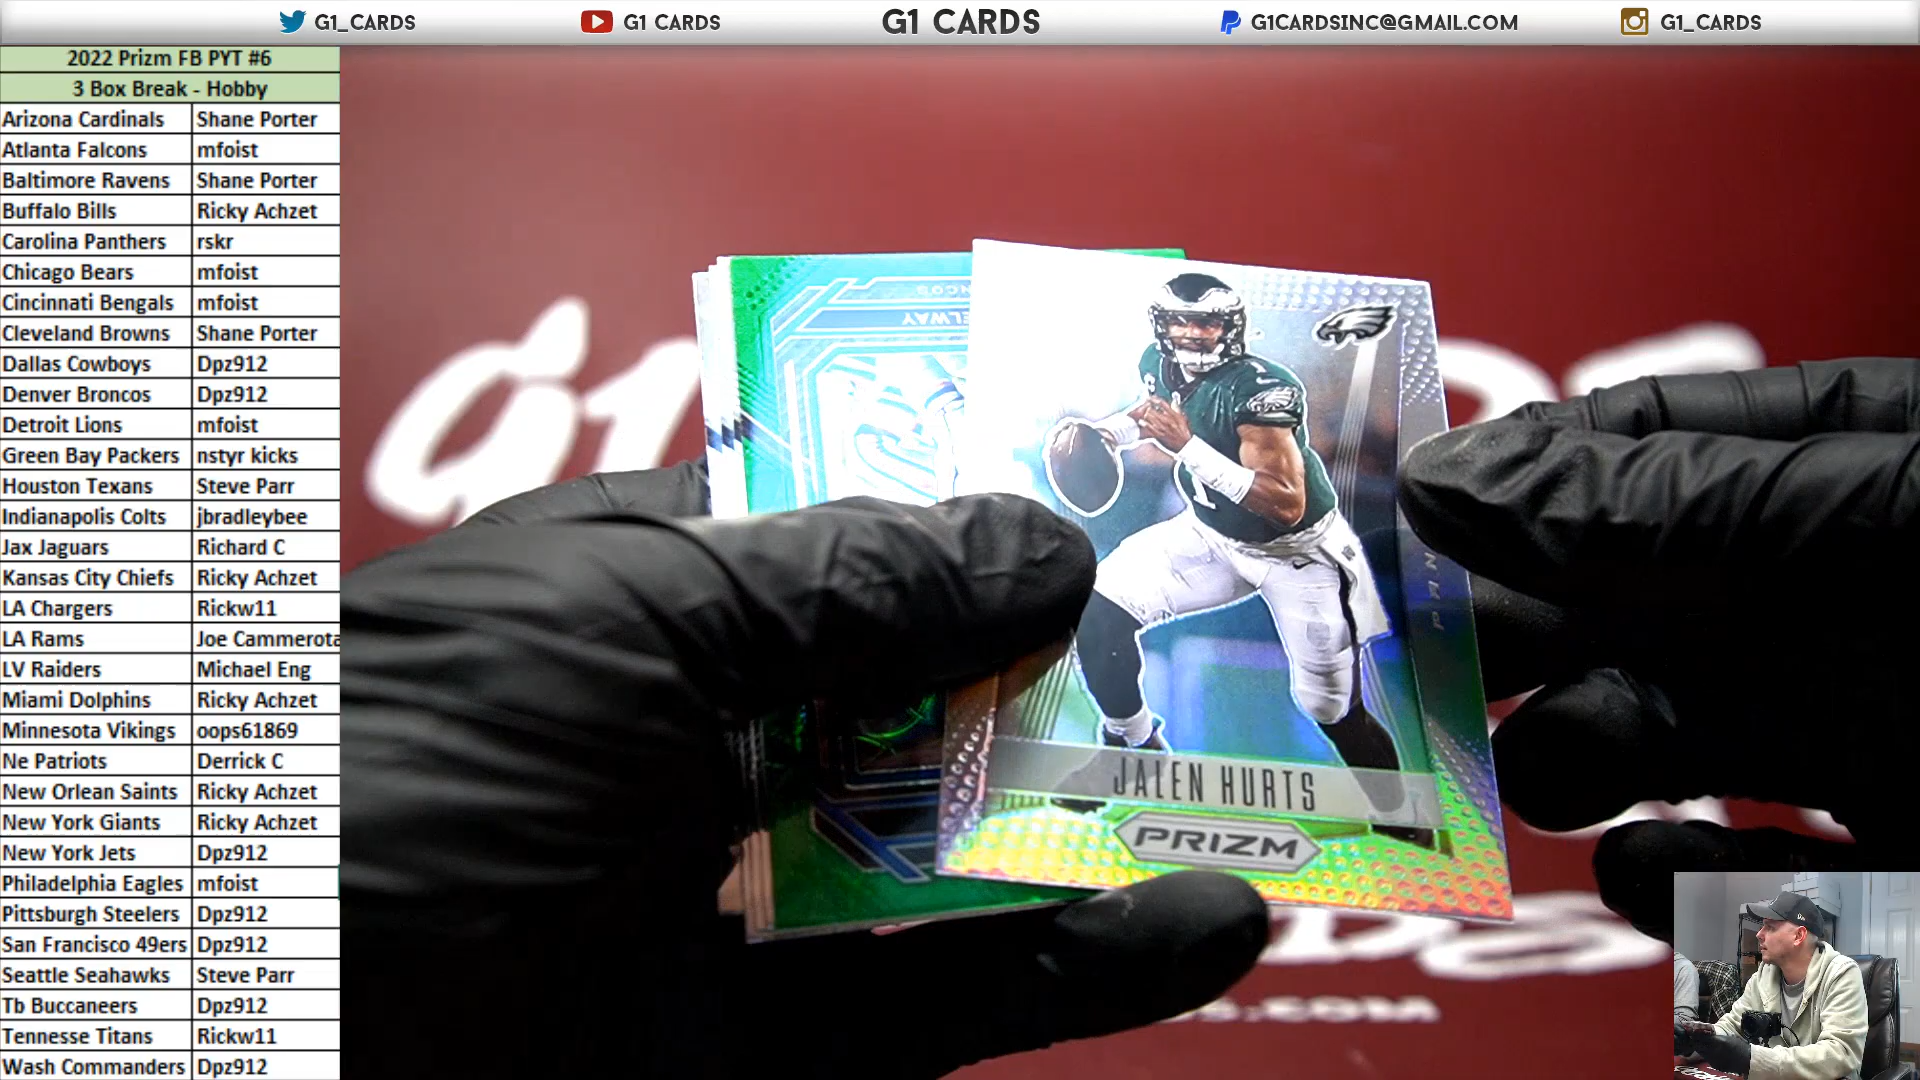 G1_CARDS
G1 CARDS
G1 CARDS
G1CARDSINC@GMAIL.COM
G1_CARDS
2022 Prizm FB PYT #6
3 Box Break - Hobby
Arizona Cardinals Shane Porter
Atlanta Falcons mfoist
Baltimore Ravens Shane Porter
Buffalo Bills Ricky Achzet
Carolina Panthers rskr
Chicago Bears mfoist
Cincinnati Bengals mfoist
Cleveland Browns Shane Porter
Dallas Cowboys Dpz912
Denver Broncos Dpz912
Detroit Lions mfoist
Green Bay Packers nstyr kicks
Houston Texans Steve Parr
Indianapolis Colts jbradleybee
Jax Jaguars Richard C
Kansas City Chiefs Ricky Achzet
LA Chargers Rickw11
LA Rams Joe Cammerota
LV Raiders Michael Eng
Miami Dolphins Ricky Achzet
Minnesota Vikings oops61869
Ne Patriots Derrick C
New Orlean Saints Ricky Achzet
New York Giants Ricky Achzet
New York Jets Dpz912
Philadelphia Eagles mfoist
Pittsburgh Steelers Dpz912
San Francisco 49ers Dpz912
Seattle Seahawks Steve Parr
Tb Buccaneers Dpz912
Tennesse Titans Rickw11
Wash Commanders Dpz912
g1
ELWAY
PAN
1
1
JALEN HURTS
PRIZM
.COM